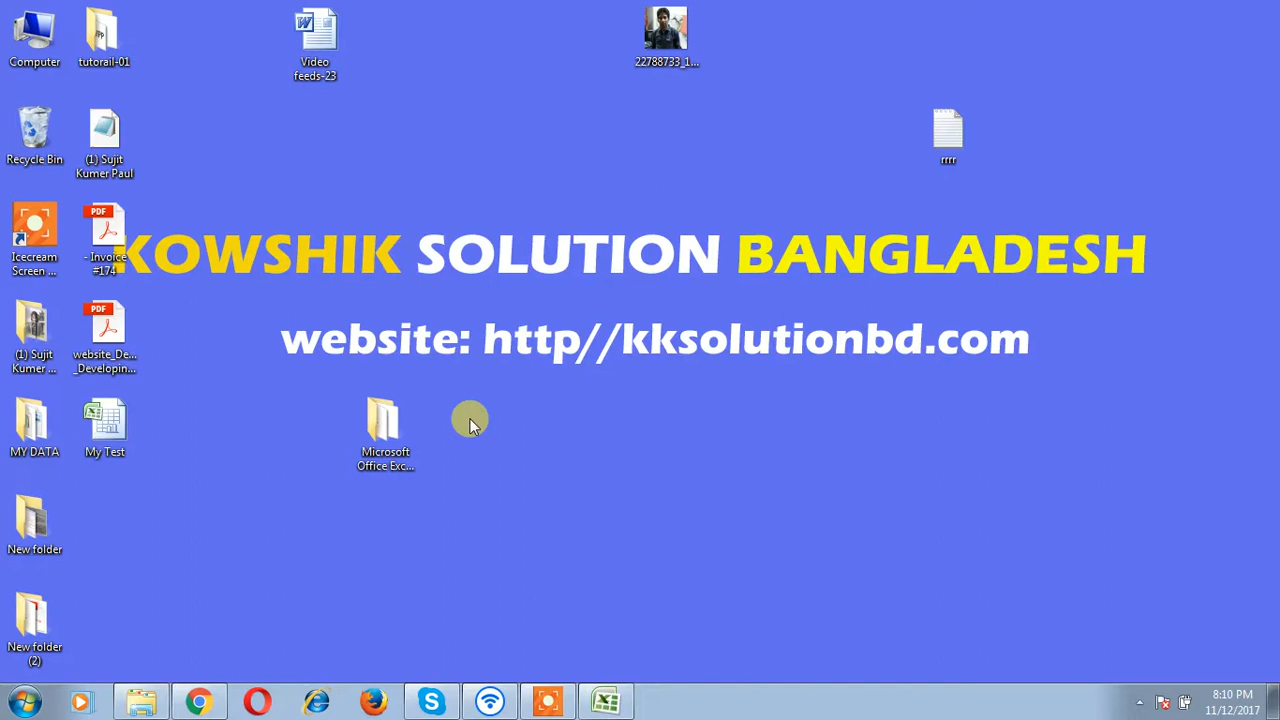 Computer
tutorail-01
Video
feeds-23
22788733_1...
Recycle Bin
(1) Sujit
Kumer Paul
rrrr
Icecream
Screen ...
PDF
- Invoice
#174
KOWSHIK SOLUTION BANGLADESH
website: http//kksolutionbd.com
(1) Sujit
Kumer ...
PDF
website_De...
_Developin...
MY DATA
My Test
Microsoft
Office Exc...
New folder
New folder
(2)
8:10 PM
11/12/2017